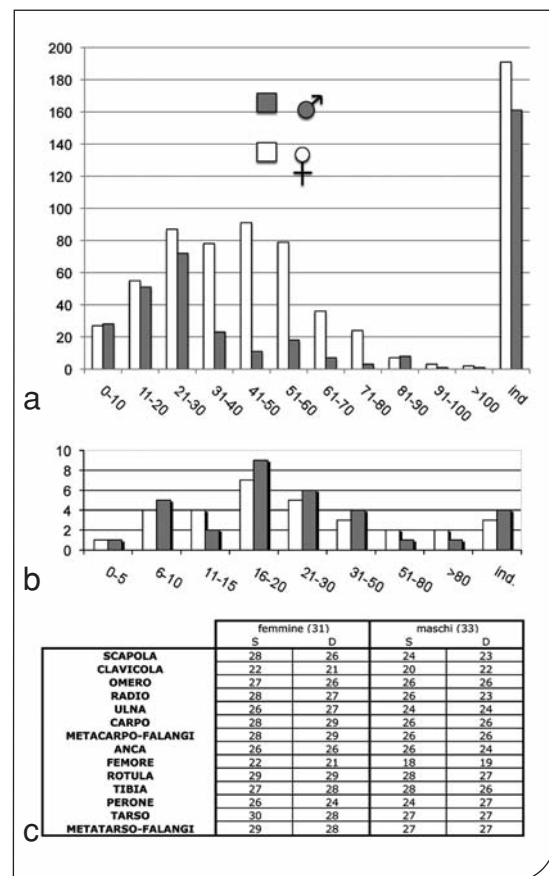 200
180
160
140
120
100
80
60
40
20
0
0-10 11-20 21-30 31-40 41-50 51-60 61-70 71-80 81-90 91-100 >100 ind
a
10
8
6
4
2
0
0-5 6-10 11-15 16-20 21-30 31-50 51-80 >80 ind.
b
femmine (31) maschi (33)
S D S D
SCAPOLA 28 26 24 23
CLAVICOLA 22 21 20 22
OMERO 27 26 26 26
RADIO 28 27 26 23
ULNA 26 27 24 24
CARPO 28 29 26 26
METACARPO-FALANGI 28 29 26 26
ANCA 26 26 26 24
FEMORE 22 21 18 19
ROTULA 29 29 28 27
TIBIA 27 28 28 26
PERONE 26 24 24 27
TARSO 30 28 27 27
METATARSO-FALANGI 29 28 27 27
c